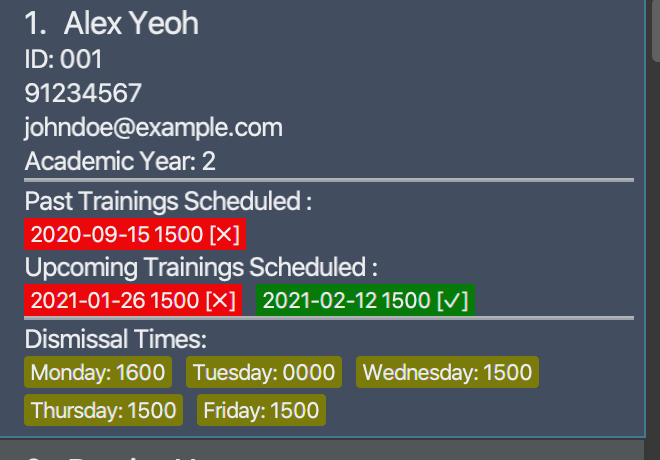 1. Alex Yeoh
ID: 001
91234567
johndoe@example.com
Academic Year: 2
Past Trainings Scheduled :
2020-09-15 1500 [✕]
Upcoming Trainings Scheduled :
2021-01-26 1500 [✕] 2021-02-12 1500 [✓]
Dismissal Times:
Monday: 1600 Tuesday: 0000 Wednesday: 1500
Thursday: 1500 Friday: 1500